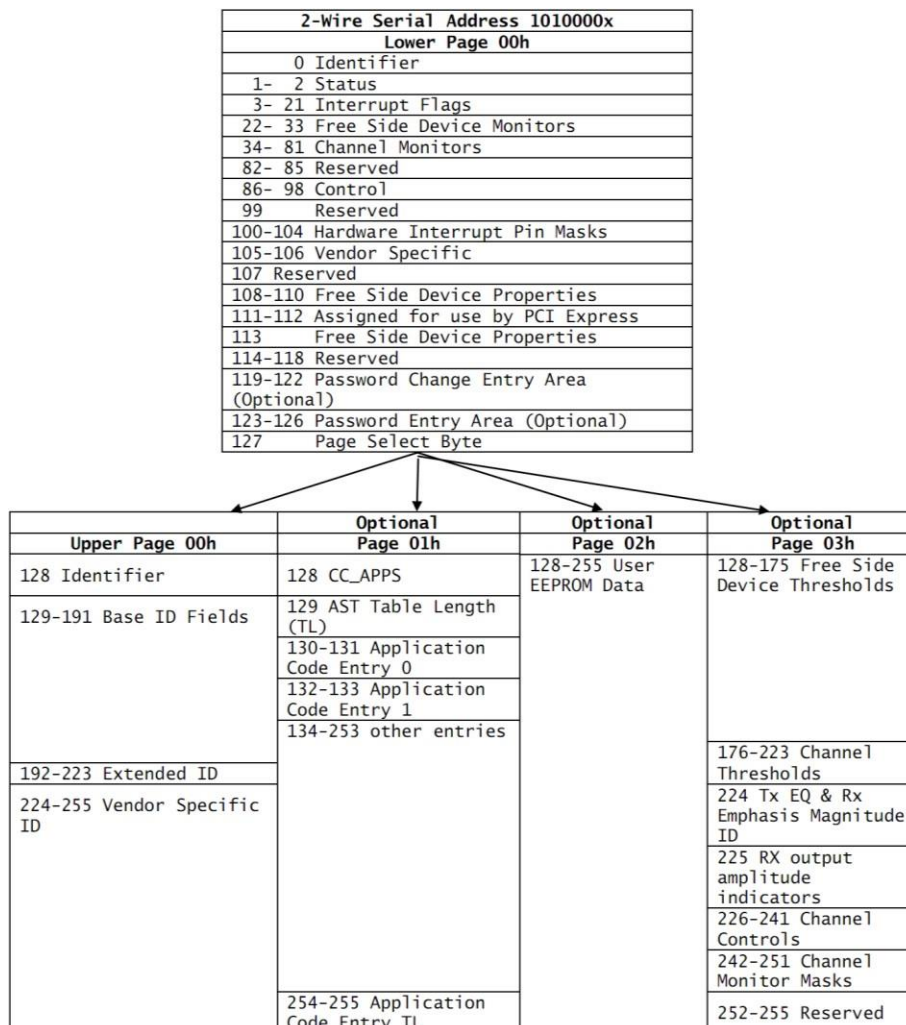 2-Wire Serial Address 1010000x
Lower Page 00h
0 Identifier
1- 2 Status
3- 21 Interrupt Flags
22- 33 Free Side Device Monitors
34- 81 Channel Monitors
82- 85 Reserved
86- 98 Control
99 Reserved
100-104 Hardware Interrupt Pin Masks
105-106 Vendor Specific
107 Reserved
108-110 Free Side Device Properties
111-112 Assigned for use by PCI Express
113 Free Side Device Properties
114-118 Reserved
119-122 Password Change Entry Area
(Optional)
123-126 Password Entry Area (Optional)
127 Page Select Byte
Upper Page 00h
128 Identifier
129-191 Base ID Fields
192-223 Extended ID
224-255 Vendor Specific
ID
Optional
Page 01h
128 CC_APPS
129 AST Table Length
(TL)
130-131 Application
Code Entry 0
132-133 Application
Code Entry 1
134-253 other entries
254-255 Application
Code Entry TL
Optional
Page 02h
128-255 User
EEPROM Data
Optional
Page 03h
128-175 Free Side
Device Thresholds
176-223 Channel
Thresholds
224 Tx EQ & Rx
Emphasis Magnitude
ID
225 RX output
amplitude
indicators
226-241 Channel
Controls
242-251 Channel
Monitor Masks
252-255 Reserved